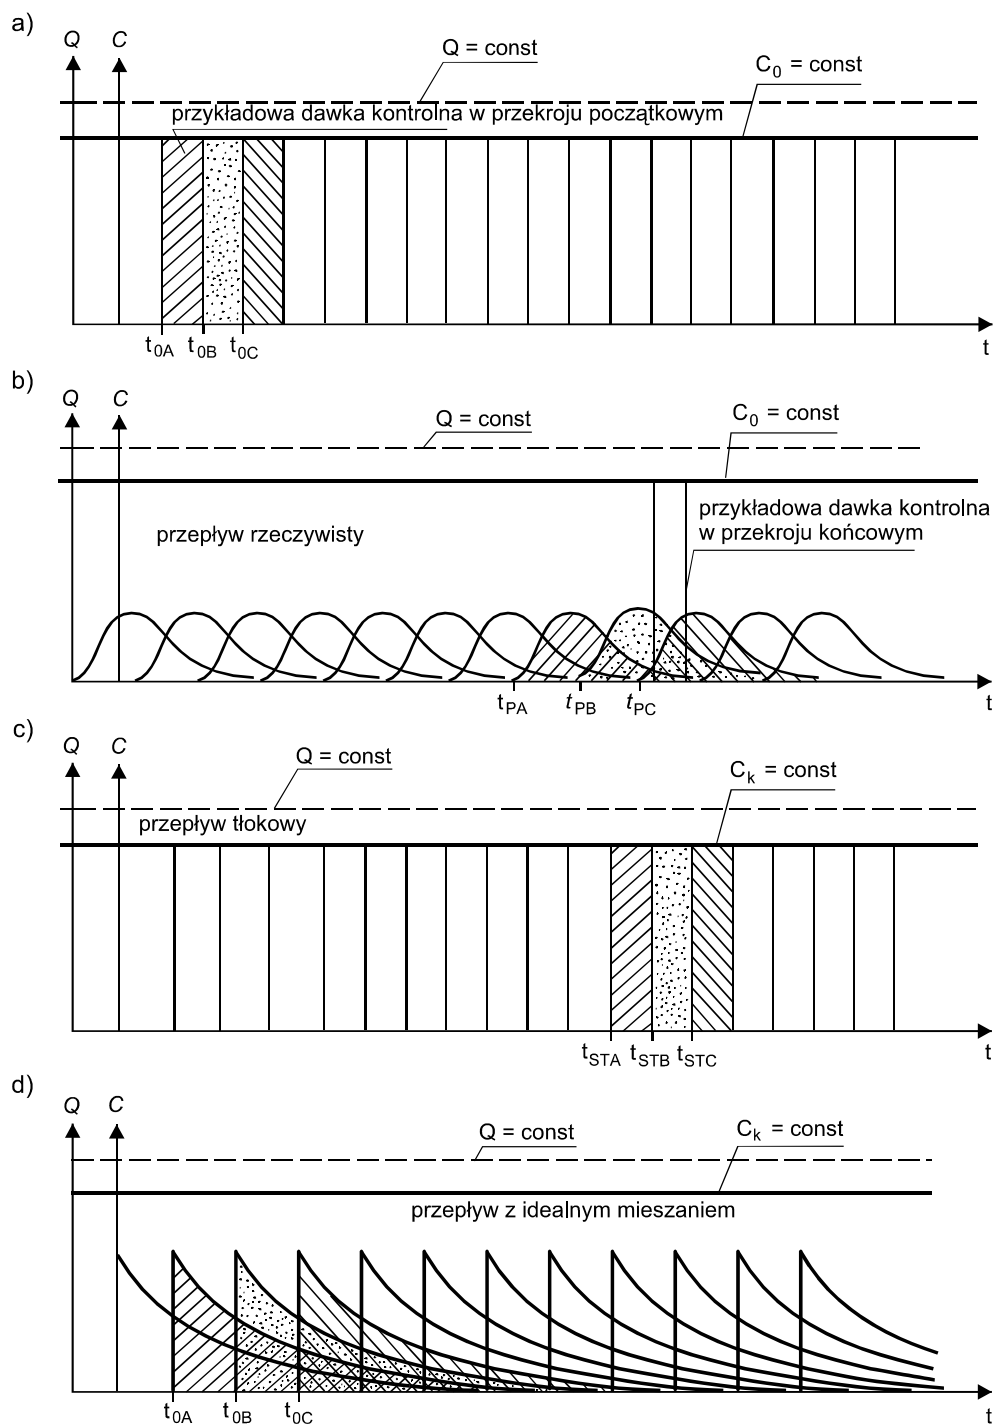 a)
Q C
Q = const
C0 = const
przykładowa dawka kontrolna w przekroju początkowym
t0A t0B t0C
t
b)
Q C
Q = const
C0 = const
przepływ rzeczywisty
przykładowa dawka kontrolna
w przekroju końcowym
tPA tPB tPC
t
c)
Q C
Q = const
Ck = const
przepływ tłokowy
tSTA tSTB tSTC
t
d)
Q C
Q = const
Ck = const
przepływ z idealnym mieszaniem
t0A t0B t0C
t